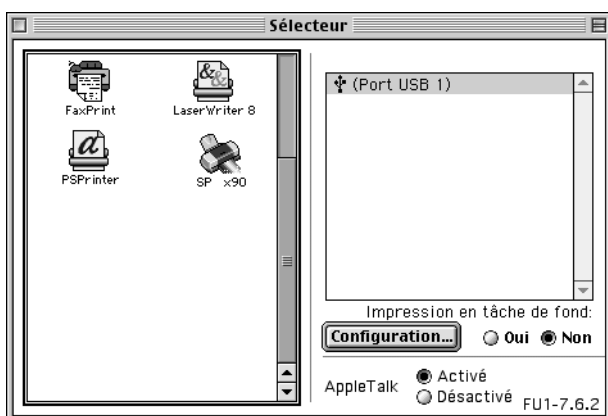 Sélecteur
FaxPrint
LaserWriter 8
PSPrinter
SP x90
(Port USB 1)
Impression en tâche de fond:
Configuration...
Oui
Non
AppleTalk
Activé
Désactivé
FU1-7.6.2